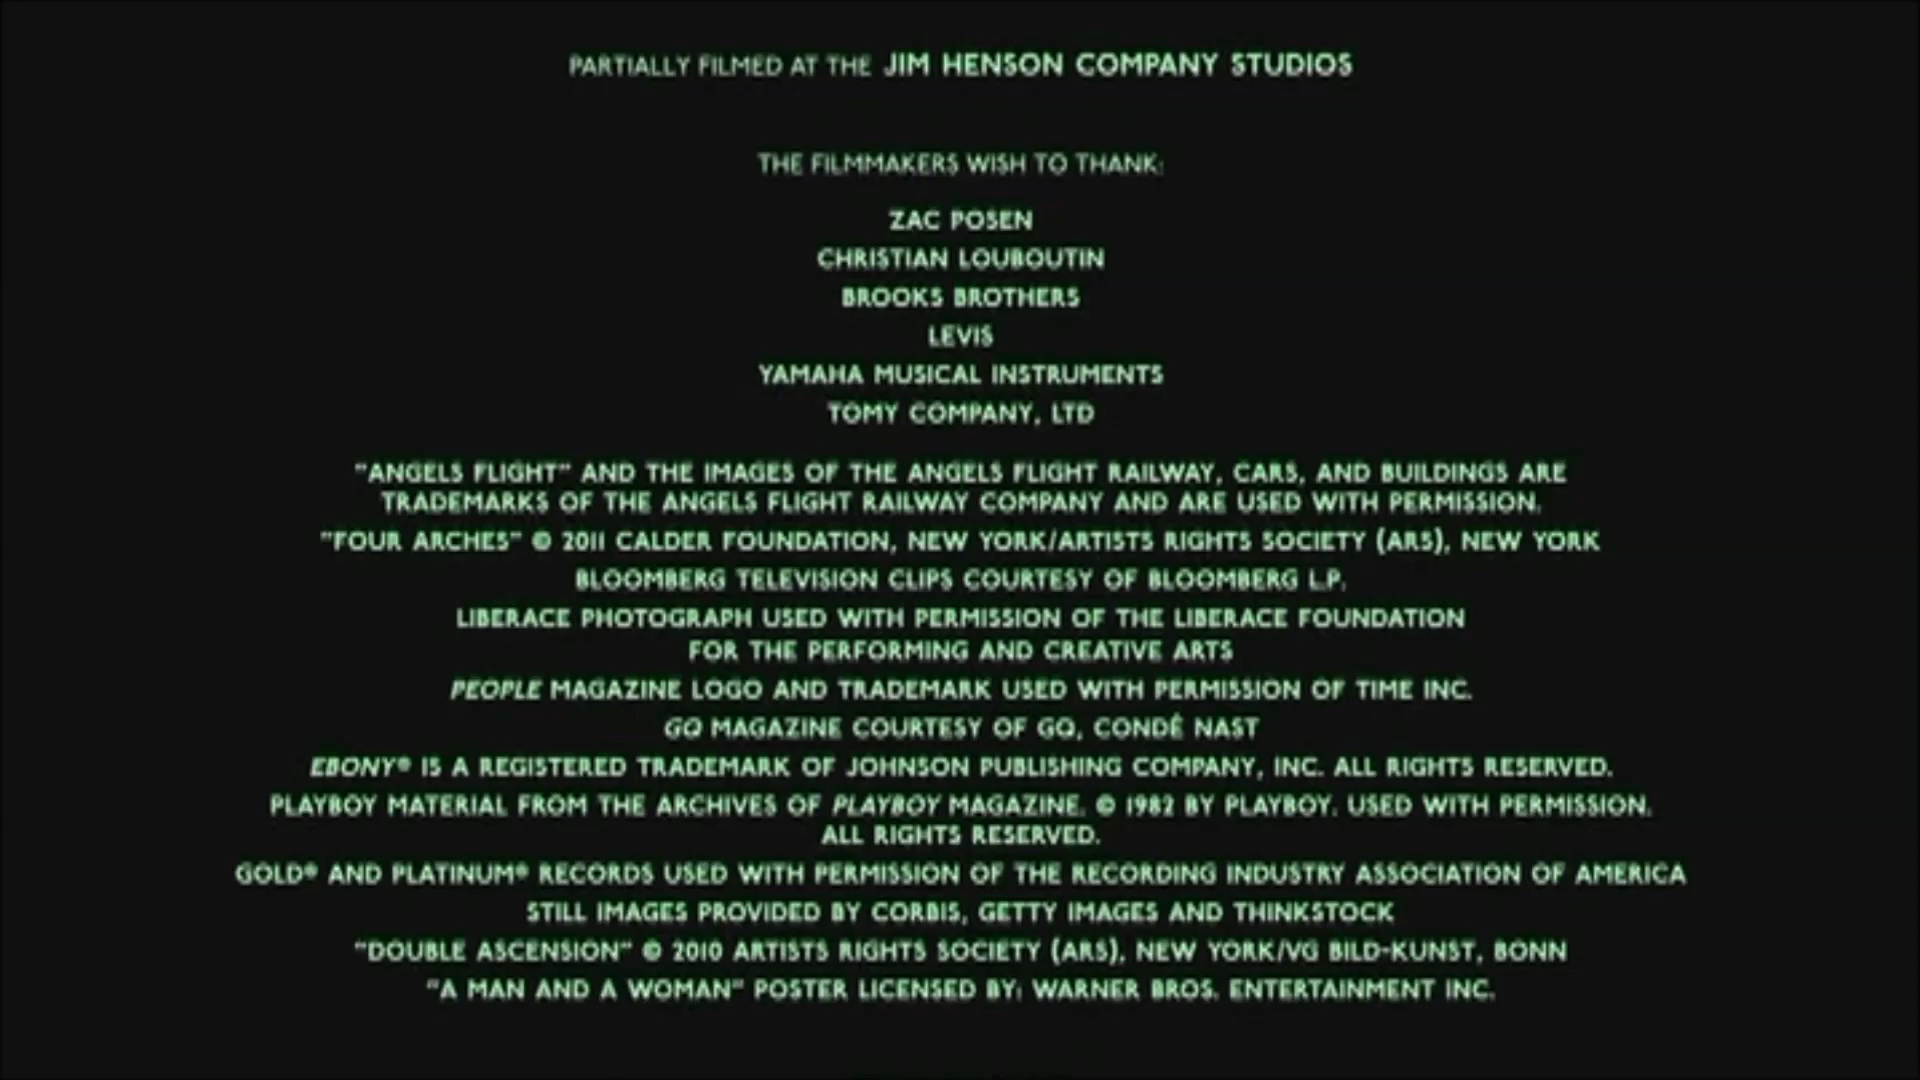 PARTIALLY FILMED AT THE JIM HENSON COMPANY STUDIOS
THE FILMMAKERS WISH TO THANK:
ZAC POSEN
CHRISTIAN LOUBOUTIN
BROOKS BROTHERS
LEVIS
YAMAHA MUSICAL INSTRUMENTS
TOMY COMPANY, LTD
"ANGELS FLIGHT" AND THE IMAGES OF THE ANGELS FLIGHT RAILWAY, CARS, AND BUILDINGS ARE
TRADEMARKS OF THE ANGELS FLIGHT RAILWAY COMPANY AND ARE USED WITH PERMISSION.
"FOUR ARCHES" © 2011 CALDER FOUNDATION, NEW YORK/ARTISTS RIGHTS SOCIETY (ARS), NEW YORK
BLOOMBERG TELEVISION CLIPS COURTESY OF BLOOMBERG L.P.
LIBERACE PHOTOGRAPH USED WITH PERMISSION OF THE LIBERACE FOUNDATION
FOR THE PERFORMING AND CREATIVE ARTS
PEOPLE MAGAZINE LOGO AND TRADEMARK USED WITH PERMISSION OF TIME INC.
GQ MAGAZINE COURTESY OF GQ, CONDÉ NAST
EBONY® IS A REGISTERED TRADEMARK OF JOHNSON PUBLISHING COMPANY, INC. ALL RIGHTS RESERVED.
PLAYBOY MATERIAL FROM THE ARCHIVES OF PLAYBOY MAGAZINE. © 1982 BY PLAYBOY. USED WITH PERMISSION.
ALL RIGHTS RESERVED.
GOLD® AND PLATINUM® RECORDS USED WITH PERMISSION OF THE RECORDING INDUSTRY ASSOCIATION OF AMERICA
STILL IMAGES PROVIDED BY CORBIS, GETTY IMAGES AND THINKSTOCK
"DOUBLE ASCENSION" © 2010 ARTISTS RIGHTS SOCIETY (ARS), NEW YORK/VG BILD-KUNST, BONN
"A MAN AND A WOMAN" POSTER LICENSED BY: WARNER BROS. ENTERTAINMENT INC.